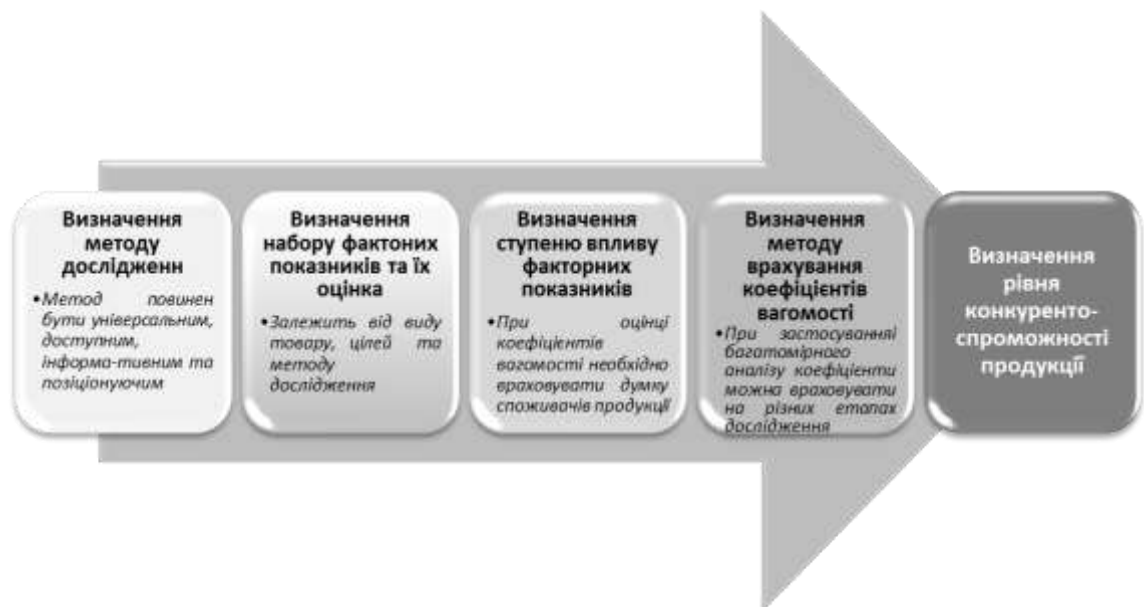 Визначення
методу
дослідженн
•Метод повинен
бути універсальним,
доступним,
інформа-тивним та
позиціонуючим
Визначення
набору фактоних
показників та їх
оцінка
•Залежить від виду
товару, цілей та
методу
дослідження
Визначення
ступеню впливу
факторних
показників
•При оцінці
коефіцієнтів
вагомості необхідно
враховувати думку
споживачів продукції
Визначення
методу
врахування
коефіцієнтів
вагомості
•При застосуванняі
багатомірного
аналізу коефіцієнти
можна враховувати
на різних етапах
дослідження
Визначення
рівня
конкуренто-
спроможності
продукції